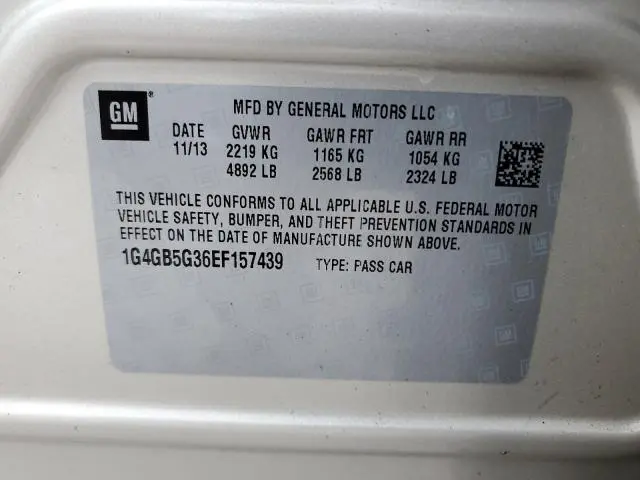 GM ® MFD BY GENERAL MOTORS LLC
DATE GVWR GAWR FRT GAWR RR
11/13 2219 KG 1165 KG 1054 KG
4892 LB 2568 LB 2324 LB
THIS VEHICLE CONFORMS TO ALL APPLICABLE U.S. FEDERAL MOTOR
VEHICLE SAFETY, BUMPER, AND THEFT PREVENTION STANDARDS IN
EFFECT ON THE DATE OF MANUFACTURE SHOWN ABOVE.
1G4GB5G36EF157439 TYPE: PASS CAR